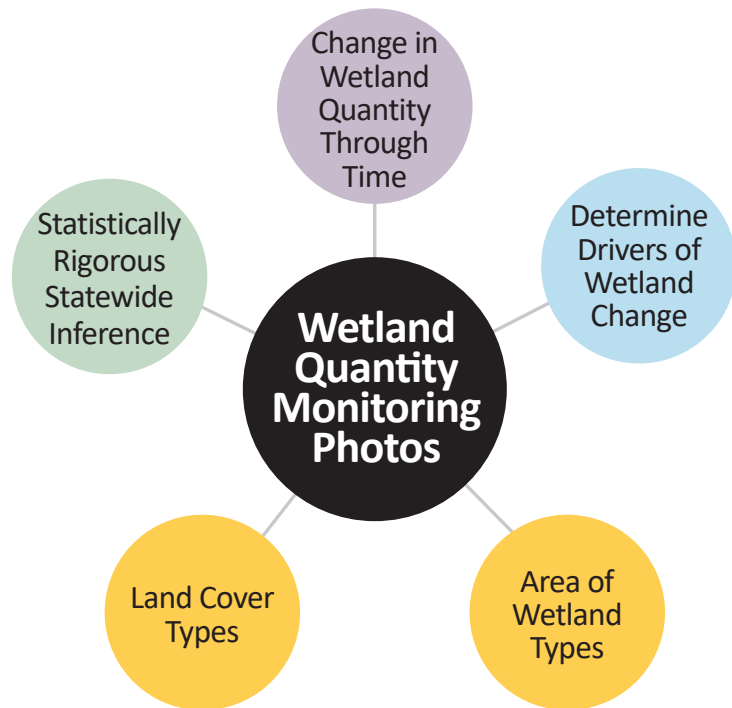 Change in
Wetland
Quantity
Through
Time
Statistically
Rigorous
Statewide
Inference
Determine
Drivers of
Wetland
Change
Wetland
Quantity
Monitoring
Photos
Land Cover
Types
Area of
Wetland
Types